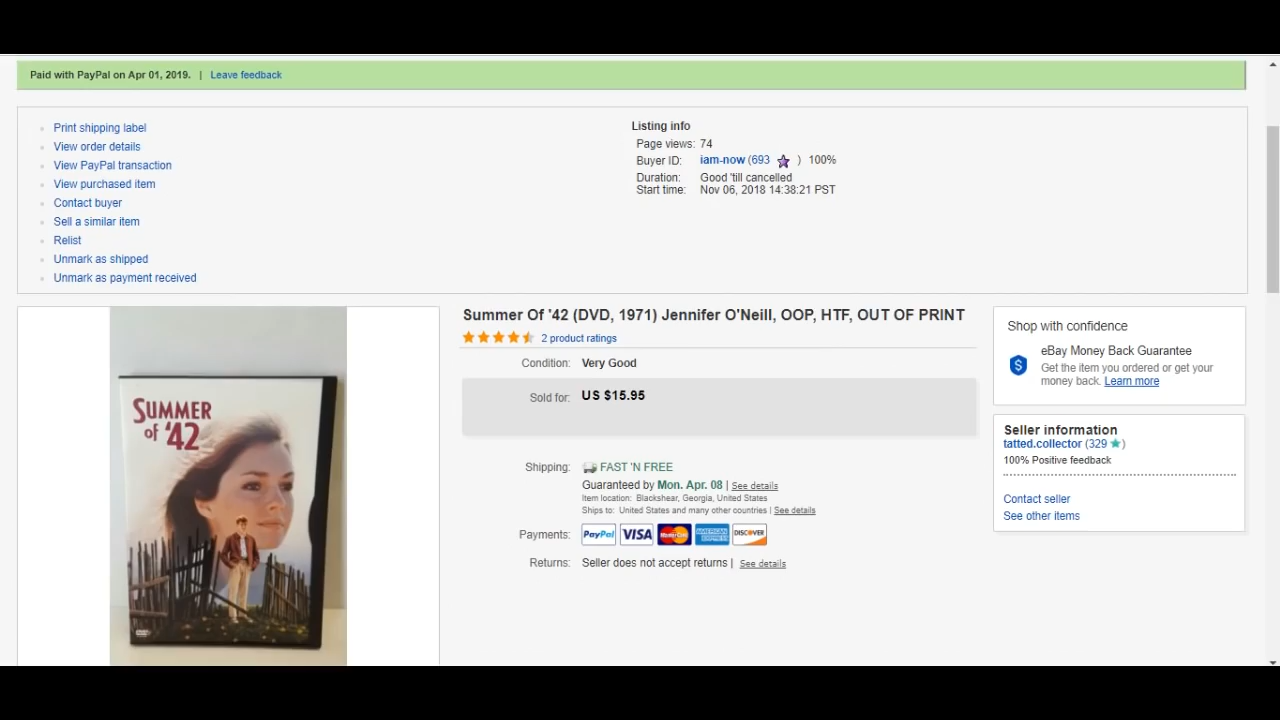 Paid with PayPal on Apr 01, 2019. | Leave feedback
Print shipping label
View order details
View PayPal transaction
View purchased item
Contact buyer
Sell a similar item
Relist
Unmark as shipped
Unmark as payment received
Listing info
Page views: 74
Buyer ID: iam-now (693 ) 100%
Duration: Good 'till cancelled
Start time: Nov 06, 2018 14:38:21 PST
SUMMER
of '42
DVD
Summer Of '42 (DVD, 1971) Jennifer O'Neill, OOP, HTF, OUT OF PRINT
2 product ratings
Condition: Very Good
Sold for: US $15.95
Shipping: FAST 'N FREE
Guaranteed by Mon. Apr. 08 | See details
Item location: Blackshear, Georgia, United States
Ships to: United States and many other countries | See details
Payments: PayPal VISA MasterCard AMERICAN EXPRESS DISCOVER
Returns: Seller does not accept returns | See details
Shop with confidence
$
eBay Money Back Guarantee
Get the item you ordered or get your
money back. Learn more
Seller information
tatted.collector (329 )
100% Positive feedback
Contact seller
See other items